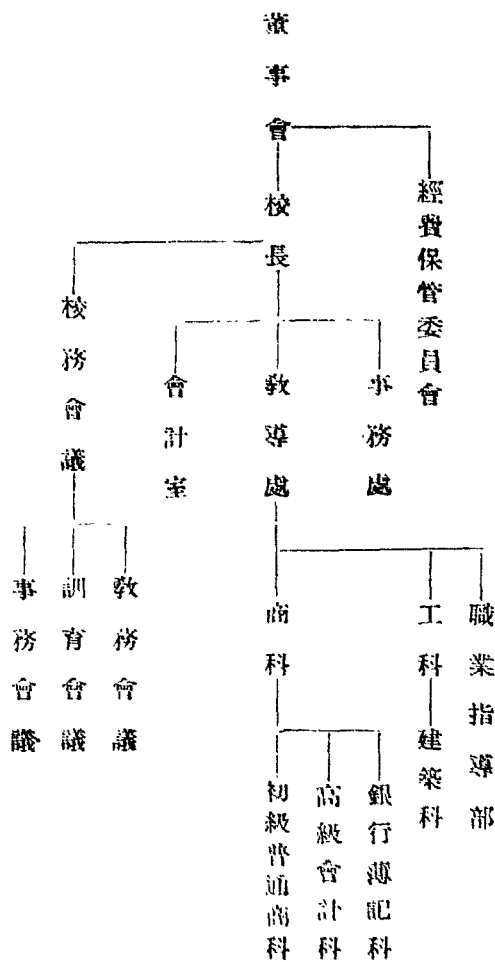 董事會
經費保管委員會
校長
校務會議
事務處
教導處
會計室
教務會議
訓育會議
事務會議
職業指導部
工科
建築科
商科
銀行薄記科
高級會計科
初級普通商科